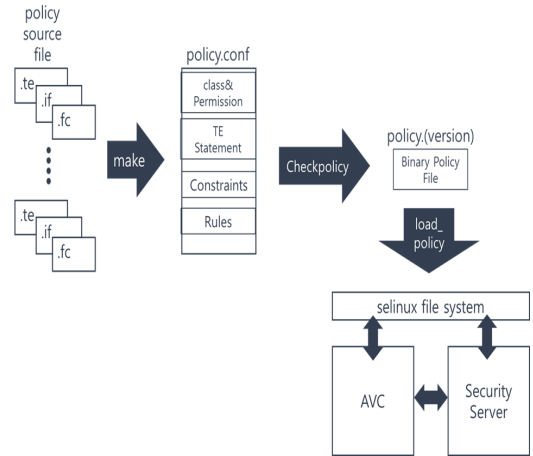 policy
source
file
.te
.if
.fc
.te
.if
.fc
make
policy.conf
class&
Permission
TE
Statement
Constraints
Rules
Checkpolicy
policy.(version)
Binary Policy
File
load_
policy
selinux file system
AVC
Security
Server